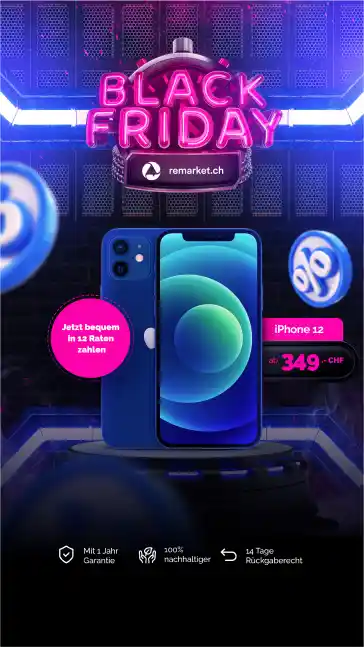 BLACK
FRIDAY
remarket.ch
Jetzt bequem
in 12 Raten
zahlen
iPhone 12
ab 349.- CHF
Mit 1 Jahr
Garantie
100%
nachhaltiger
14 Tage
Rückgaberecht